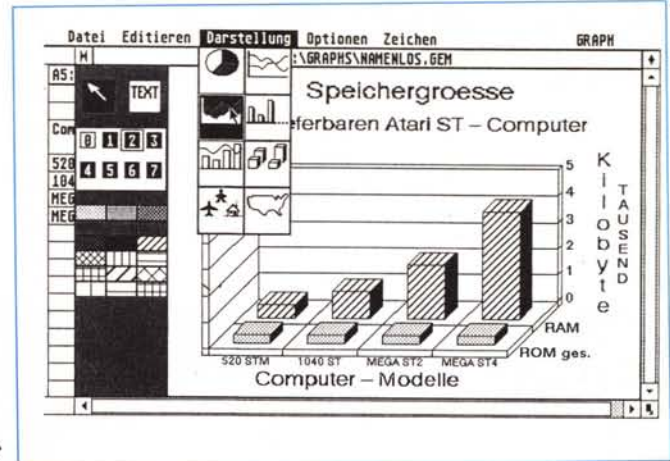 Datei Editieren Darstellung Optionen Zeichen GRAPH
:\GRAPHS\NAMENLOS.GEM
A5:
TEXT
Speichergroesse
eferbaren Atari ST – Computer
Com
0 1 2 3
4 5 6 7
520
104
MEG
MEG
5
4
3
2
1
0
Kilobyte
TAUSEND
RAM
ROM ges.
520 STM 1040 ST MEGA ST2 MEGA ST4
Computer – Modelle